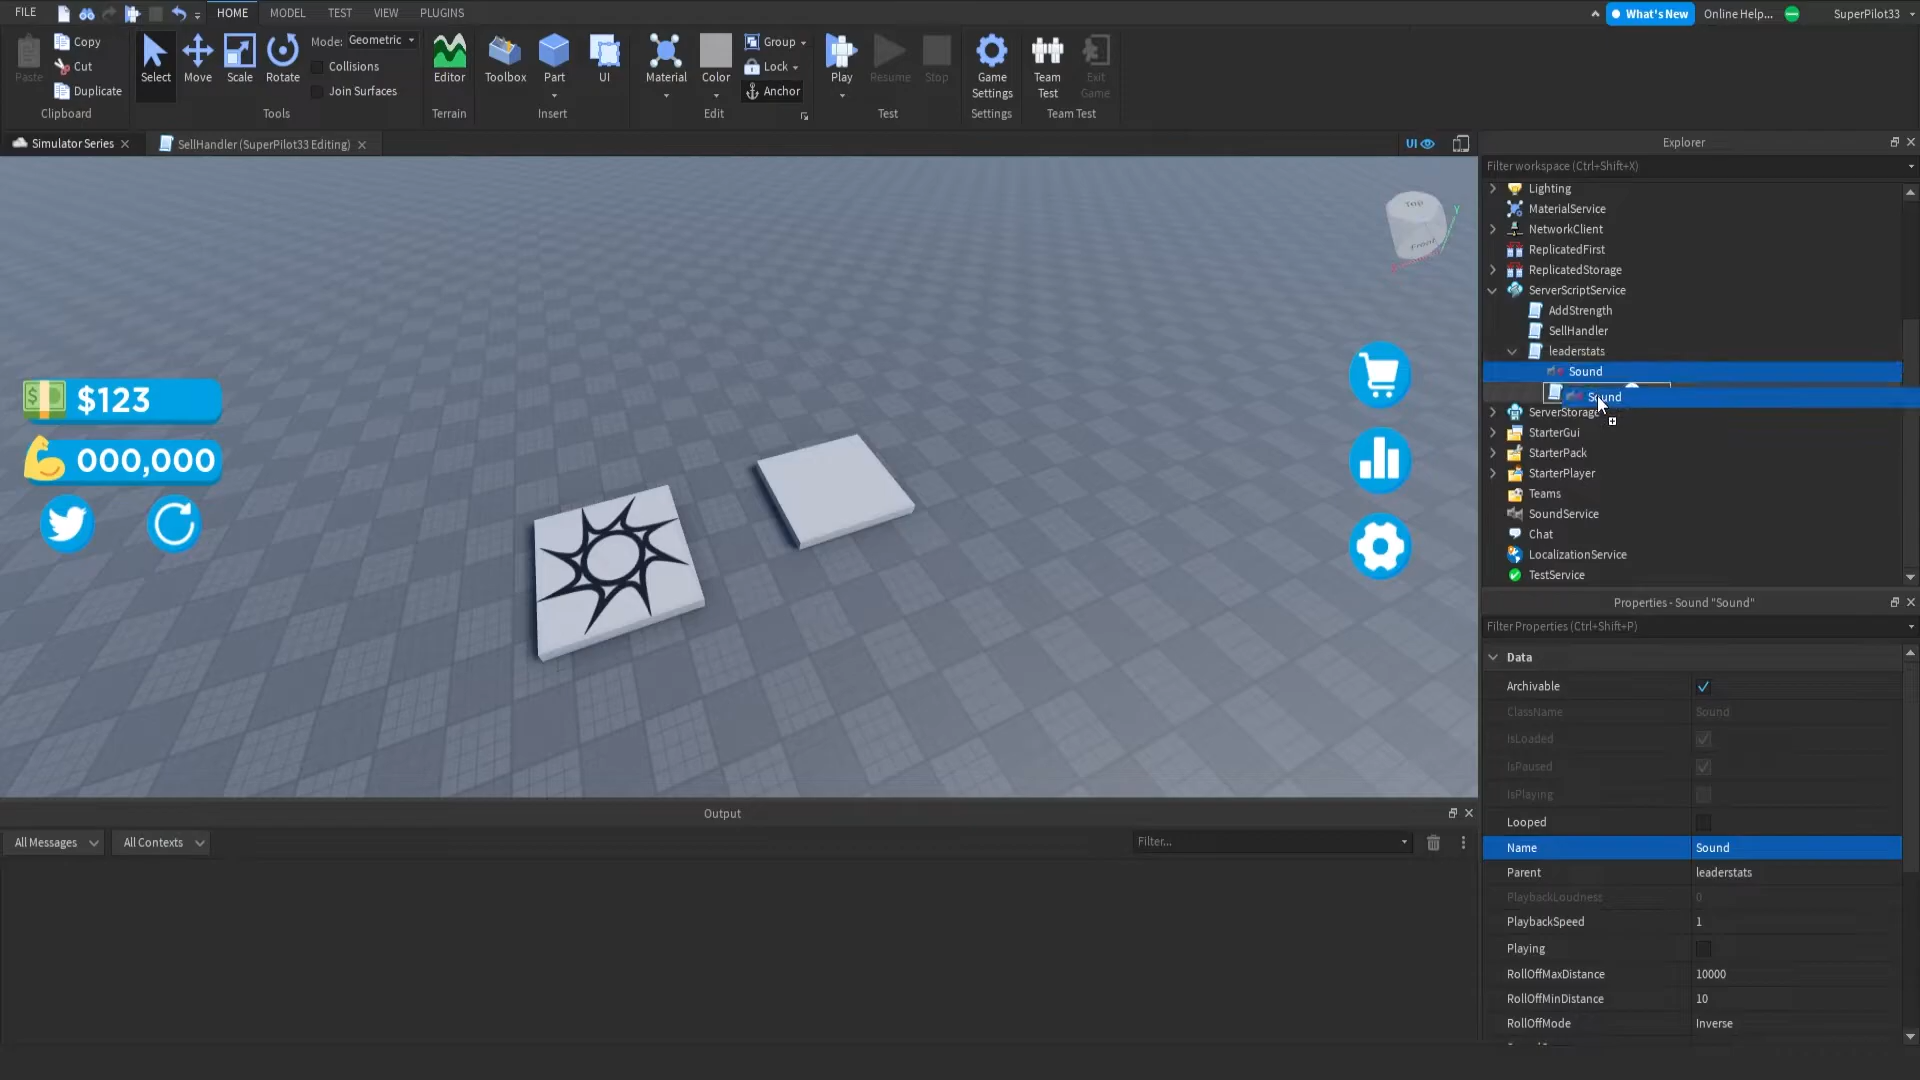 FILE
HOME
MODEL
TEST
VIEW
PLUGINS
What's New
Online Help...
SuperPilot33
Paste
Copy
Cut
Duplicate
Clipboard
Select
Move
Scale
Rotate
Mode: Geometric
Collisions
Join Surfaces
Tools
Editor
Terrain
Toolbox
Part
UI
Insert
Material
Color
Group
Lock
Anchor
Edit
Play
Resume
Stop
Test
Game
Settings
Settings
Team
Test
Exit
Game
Team Test
Simulator Series
SellHandler (SuperPilot33 Editing)
UI
Top
Front
Y
$123
000,000
Explorer
Filter workspace (Ctrl+Shift+X)
Lighting
MaterialService
NetworkClient
ReplicatedFirst
ReplicatedStorage
ServerScriptService
AddStrength
SellHandler
leaderstats
Sound
Sound
ServerStorage
StarterGui
StarterPack
StarterPlayer
Teams
SoundService
Chat
LocalizationService
TestService
Properties - Sound "Sound"
Filter Properties (Ctrl+Shift+P)
Data
Archivable
ClassName Sound
IsLoaded
IsPaused
IsPlaying
Looped
Name Sound
Parent leaderstats
PlaybackLoudness 0
PlaybackSpeed 1
Playing
RollOffMaxDistance 10000
RollOffMinDistance 10
RollOffMode Inverse
Output
All Messages
All Contexts
Filter...